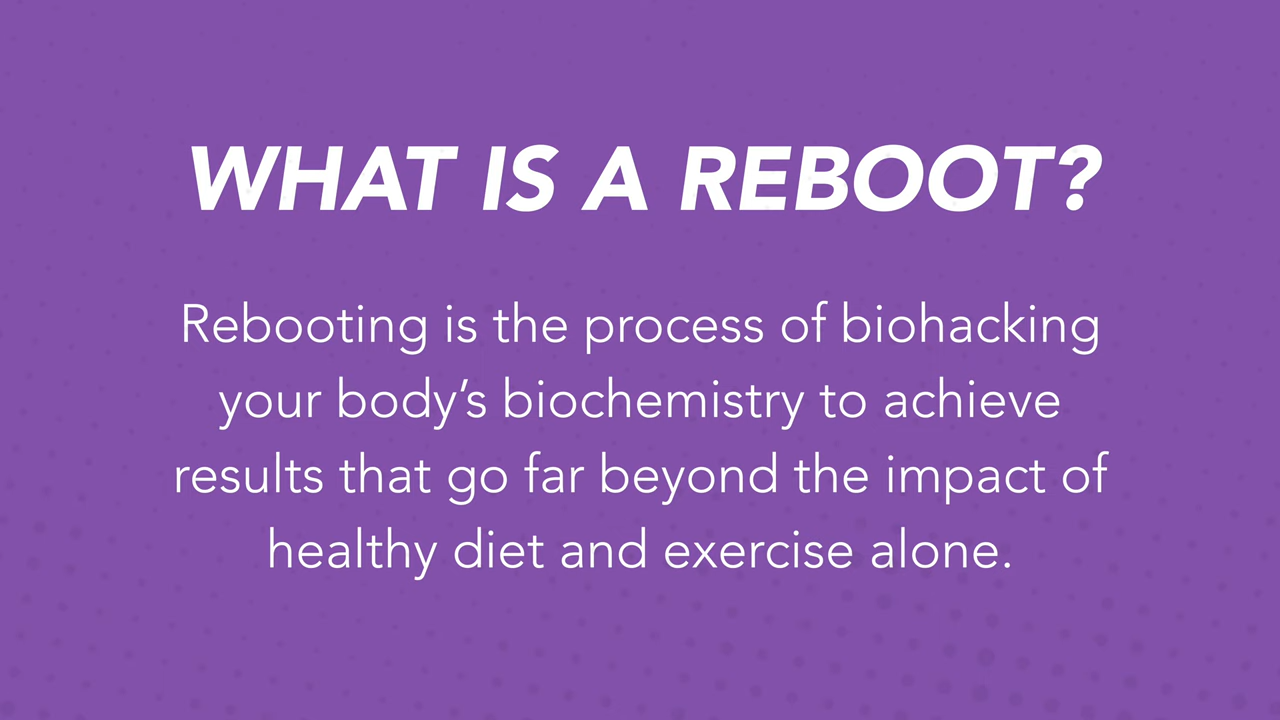 WHAT IS A REBOOT?
Rebooting is the process of biohacking
your body’s biochemistry to achieve
results that go far beyond the impact of
healthy diet and exercise alone.